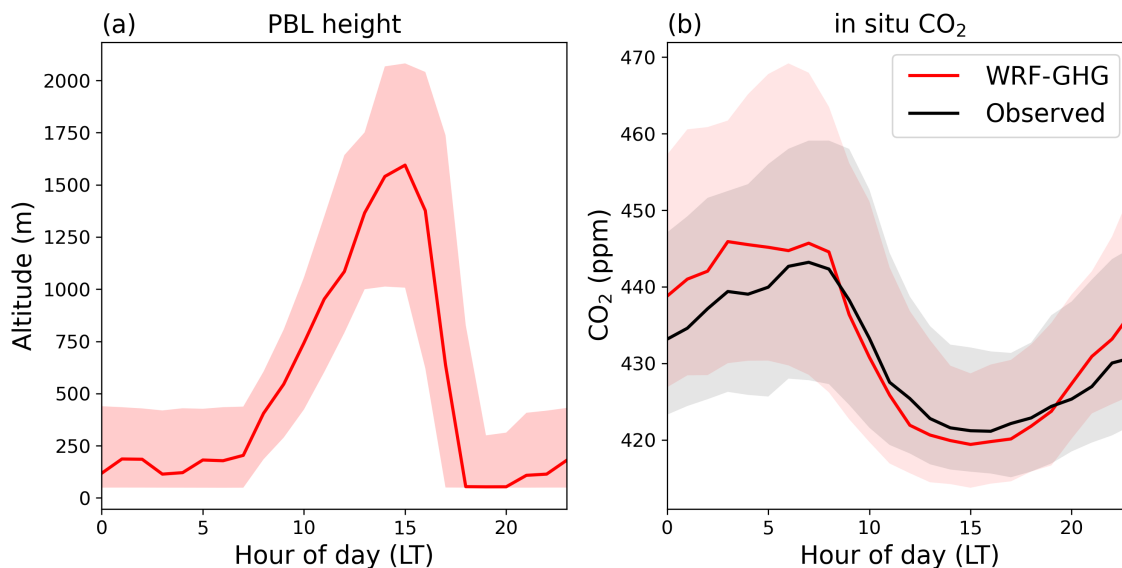 (a) PBL height
Altitude (m)
2000
1750
1500
1250
1000
750
500
250
0
0 5 10 15 20
Hour of day (LT)
(b) in situ CO₂
CO₂ (ppm)
470
460
450
440
430
420
WRF-GHG
Observed
0 5 10 15 20
Hour of day (LT)